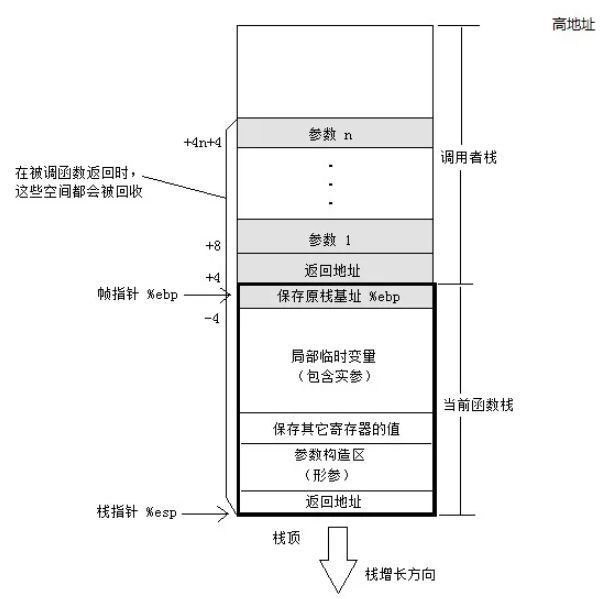 高地址
+4n+4
参数 n
在被调函数返回时,
这些空间都会被回收
调用者栈
+8
参数 1
+4
返回地址
帧指针 %ebp
保存原栈基址 %ebp
-4
局部临时变量
(包含实参)
当前函数栈
保存其它寄存器的值
参数构造区
(形参)
返回地址
栈指针 %esp
栈顶
栈增长方向